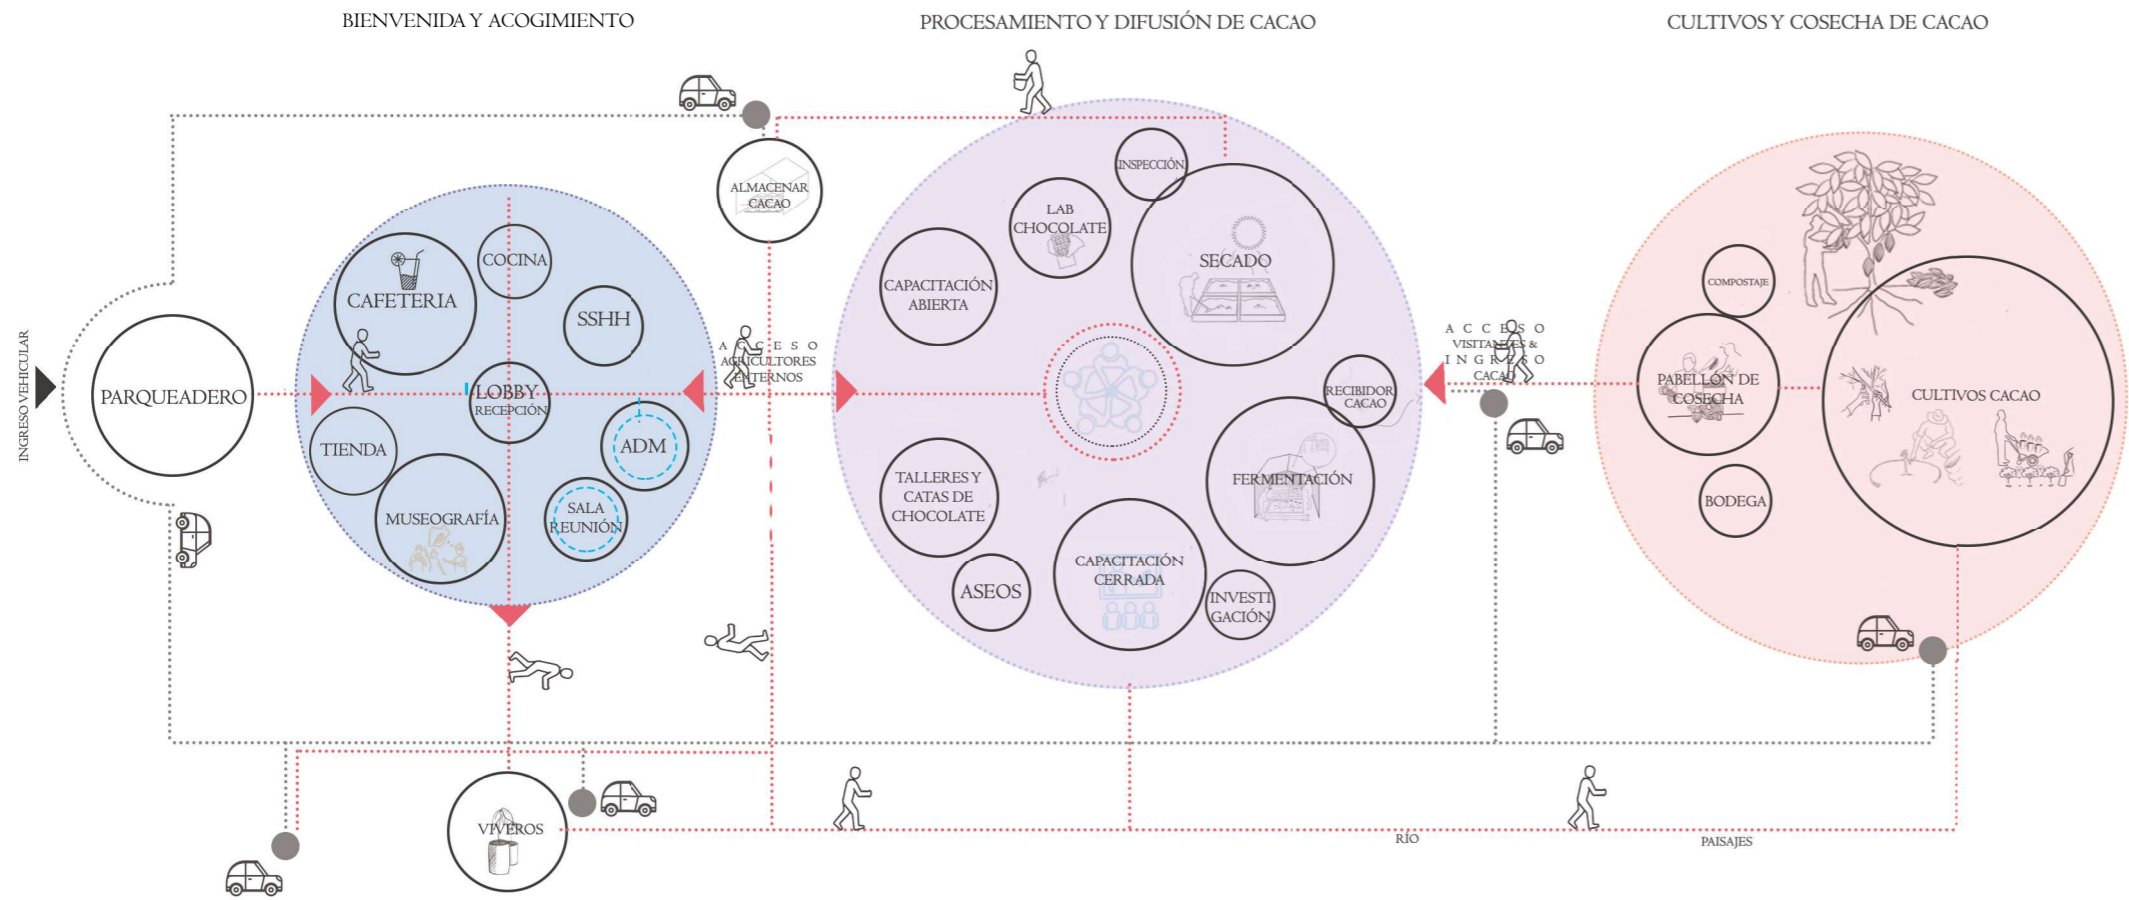 BIENVENIDA Y ACOGIMIENTO
PROCESAMIENTO Y DIFUSIÓN DE CACAO
CULTIVOS Y COSECHA DE CACAO
INGRESO VEHICULAR
PARQUEADERO
CAFETERIA
COCINA
SSHH
LOBBY
RECEPCIÓN
TIENDA
ADM
MUSEOGRAFÍA
SALA
REUNIÓN
ALMACENAR
CACAO
ACCESO
AGRICULTORES
EXTERNOS
INSPECCIÓN
LAB
CHOCOLATE
SECADO
CAPACITACIÓN
ABIERTA
RECIBIDOR
CACAO
TALLERES Y
CATAS DE
CHOCOLATE
FERMENTACIÓN
CAPACITACIÓN
CERRADA
ASEOS
INVESTI
GACIÓN
ACCESO
VISITANTES &
INGRESO
CACAO
COMPOSTAJE
PABELLÓN DE
COSECHA
CULTIVOS CACAO
BODEGA
VIVEROS
RÍO
PAISAJES